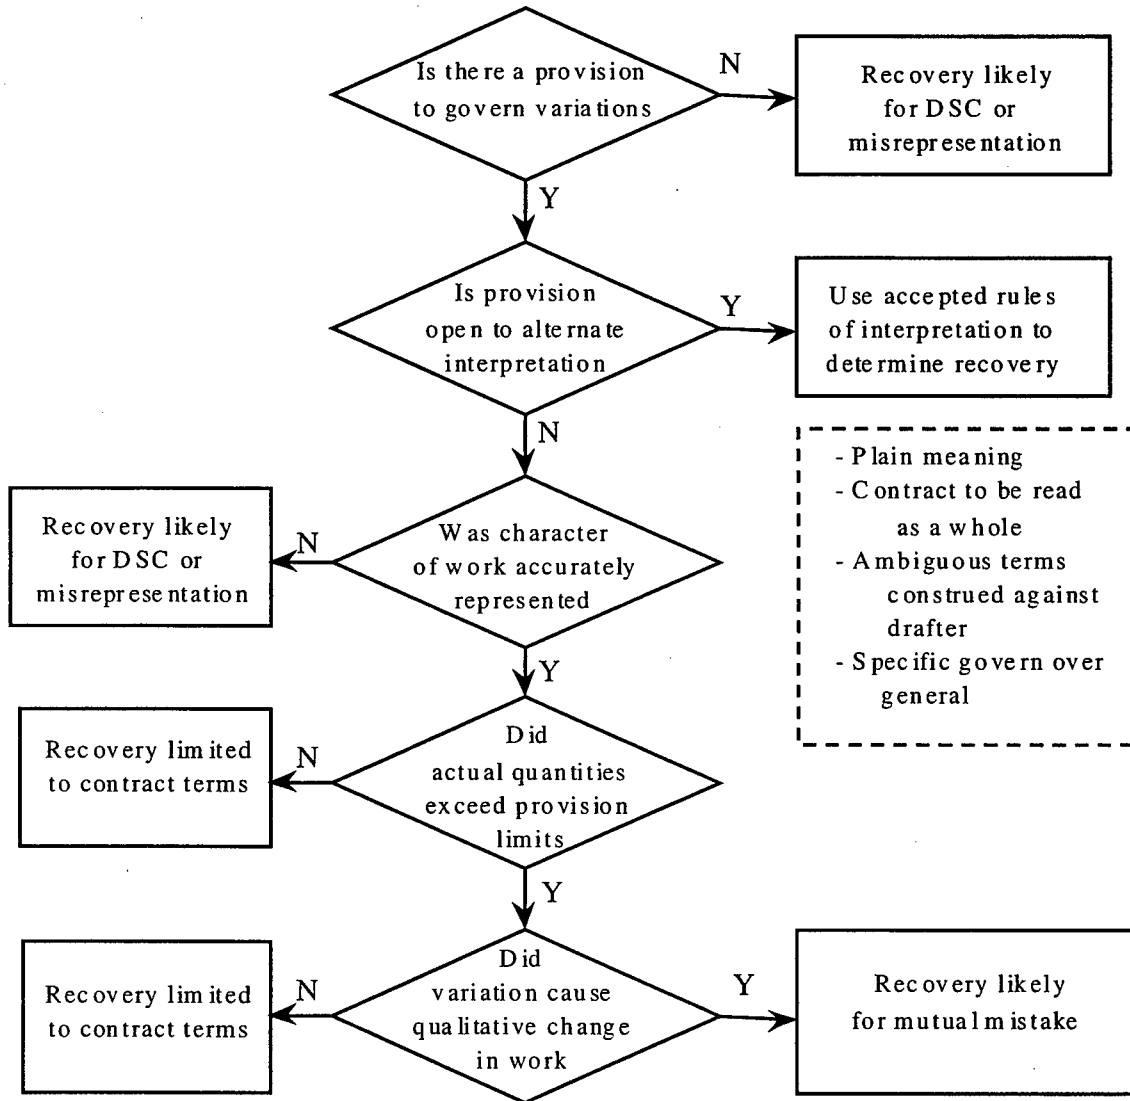 Is there a provision
to govern variations
N
Recovery likely
for DSC or
misrepresentation
Y
Is provision
open to alternate
interpretation
Y
Use accepted rules
of interpretation to
determine recovery
N
- Plain meaning
- Contract to be read
as a whole
- Ambiguous terms
construed against
drafter
- Specific govern over
general
Recovery likely
for DSC or
misrepresentation
N
Was character
of work accurately
represented
Y
Recovery limited
to contract terms
N
Did
actual quantities
exceed provision
limits
Y
Recovery limited
to contract terms
N
Did
variation cause
qualitative change
in work
Y
Recovery likely
for mutual mistake